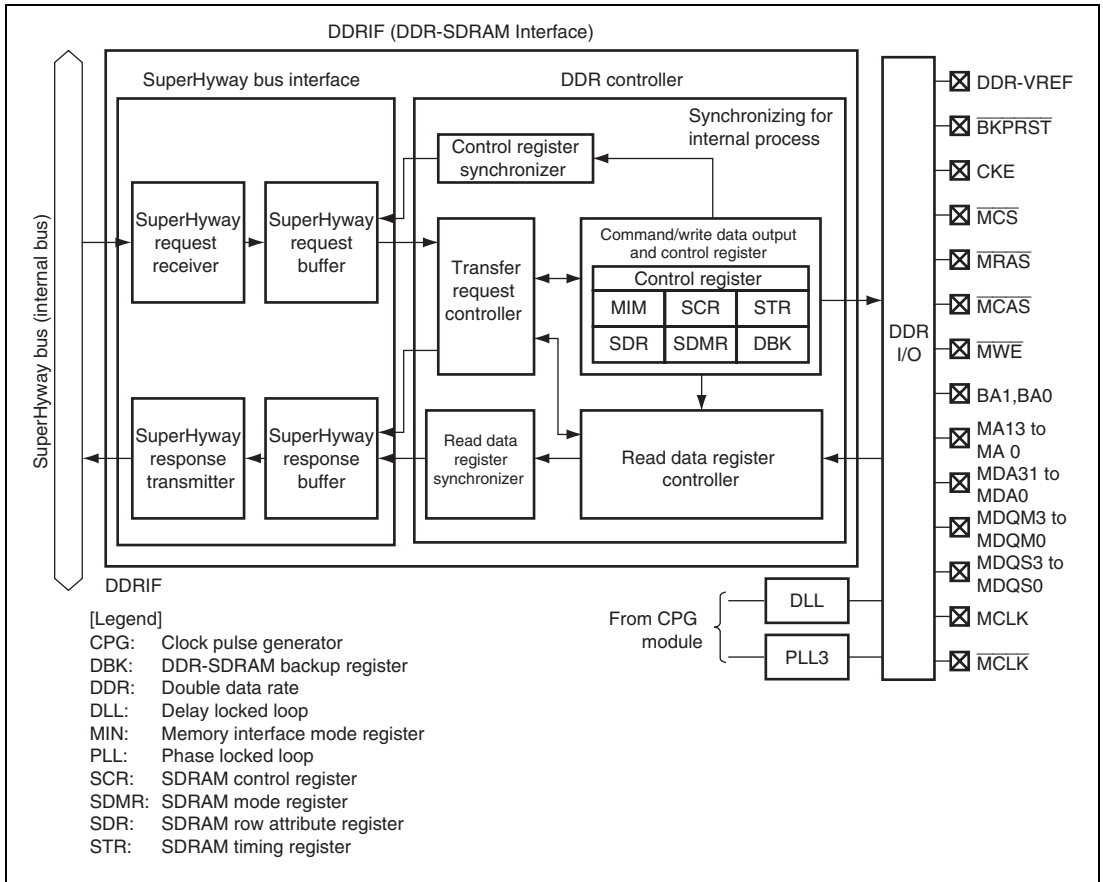 DDRIF (DDR-SDRAM Interface)
SuperHyway bus interface
DDR controller
Synchronizing for
internal process
Control register
synchronizer
SuperHyway bus (internal bus)
SuperHyway
request
receiver
SuperHyway
request
buffer
Transfer
request
controller
Command/write data output
and control register
Control register
MIM SCR STR
SDR SDMR DBK
SuperHyway
response
transmitter
SuperHyway
response
buffer
Read data
register
synchronizer
Read data register
controller
DDR
I/O
DDR-VREF
BKPRST
CKE
MCS
MRAS
MCAS
MWE
BA1,BA0
MA13 to
MA 0
MDA31 to
MDA0
MDQM3 to
MDQM0
MDQS3 to
MDQS0
MCLK
MCLK
DDRIF
From CPG
module
DLL
PLL3
[Legend]
CPG: Clock pulse generator
DBK: DDR-SDRAM backup register
DDR: Double data rate
DLL: Delay locked loop
MIN: Memory interface mode register
PLL: Phase locked loop
SCR: SDRAM control register
SDMR: SDRAM mode register
SDR: SDRAM row attribute register
STR: SDRAM timing register